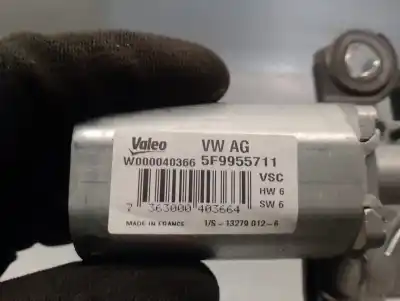 Valeo VW AG
W000040366 5F9955711
VSC
HW 6
7 363000 403664 SW 6
MADE IN FRANCE 1/S - 13279 D12-6